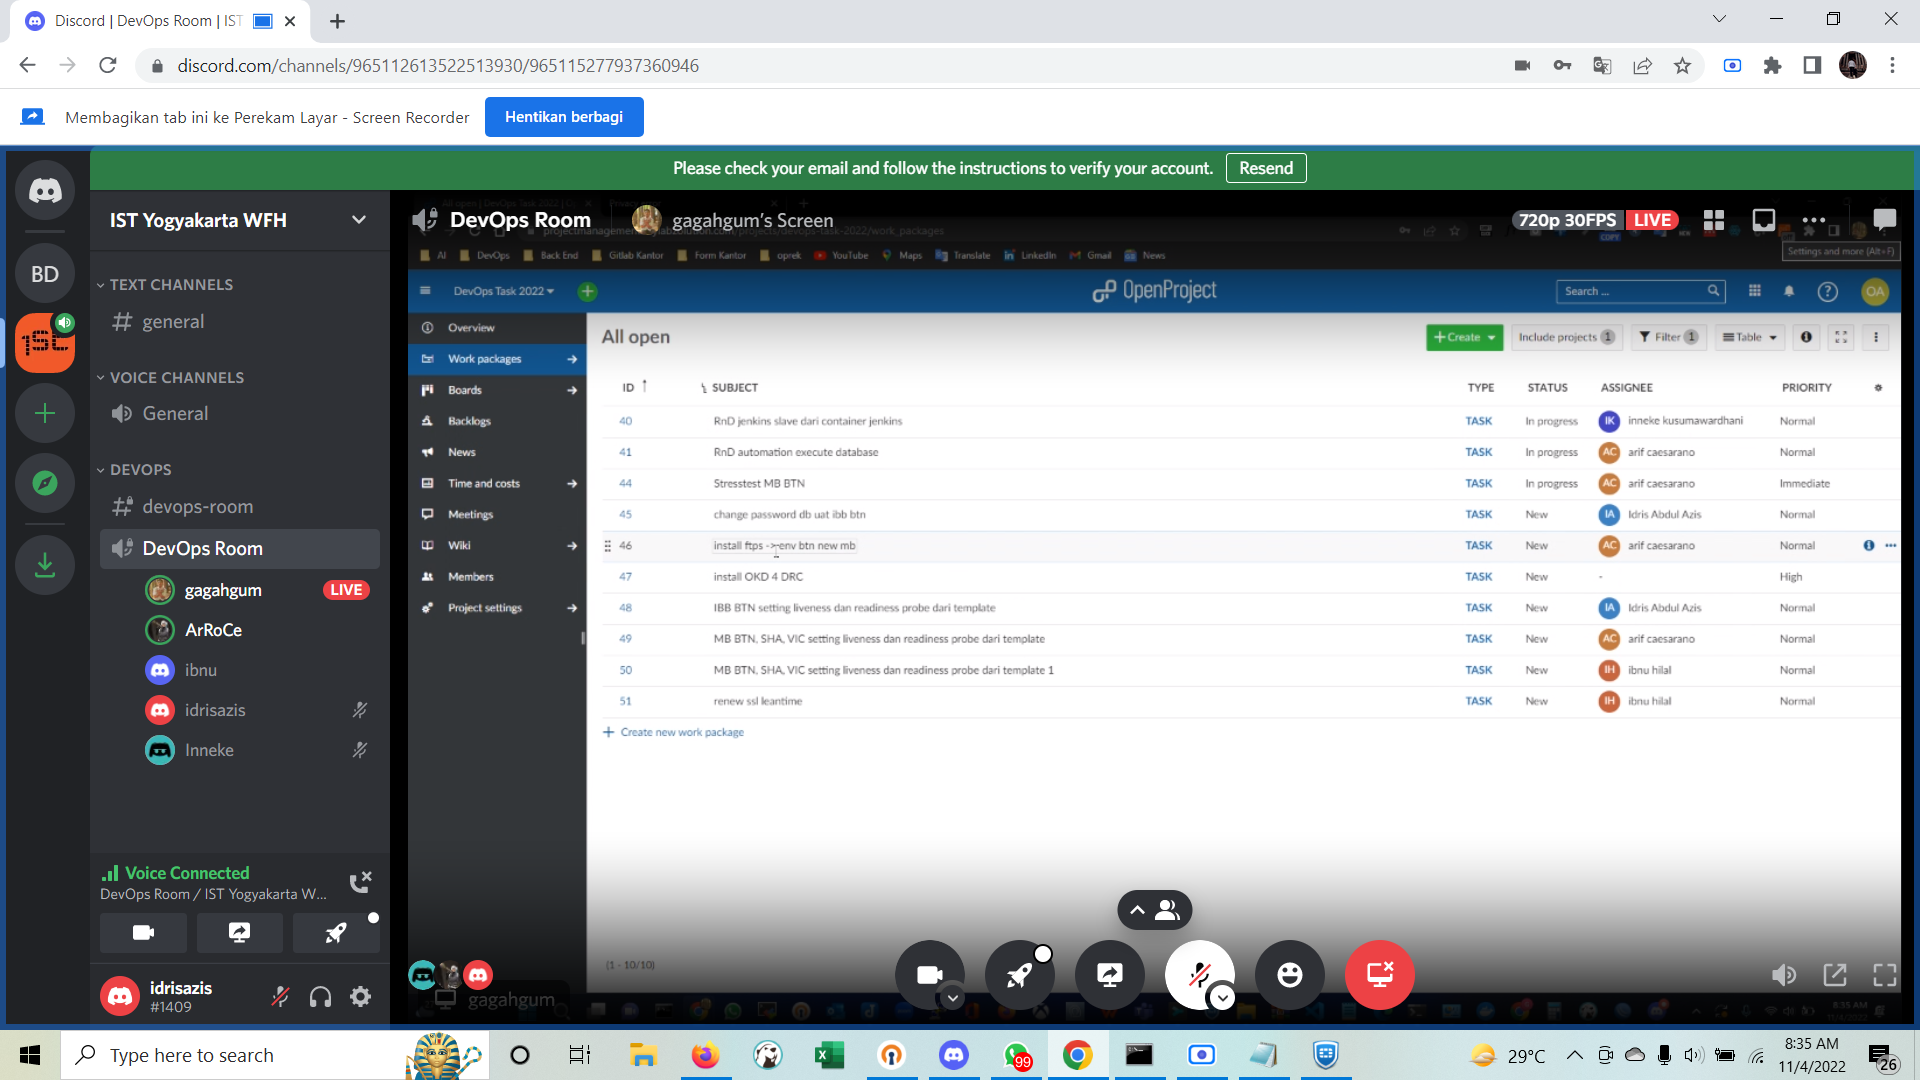 Discord | DevOps Room | IST
discord.com/channels/965112613522513930/965115277937360946
Membagikan tab ini ke Perekam Layar - Screen Recorder
Hentikan berbagi
Please check your email and follow the instructions to verify your account.
Resend
BD
IST Yogyakarta WFH
TEXT CHANNELS
general
VOICE CHANNELS
General
DEVOPS
devops-room
DevOps Room
gagahgum LIVE
ArRoCe
ibnu
idrisazis
Inneke
Voice Connected
DevOps Room / IST Yogyakarta W...
idrisazis
#1409
DevOps Room
gagahgum's Screen
720p 30FPS LIVE
AI DevOps Back End Gitlab Kantor Form Kantor oprek YouTube Maps Translate LinkedIn Gmail News
Settings and more (Alt+F)
DevOps Task 2022
OpenProject
Search ...
OA
Overview
Work packages
Boards
Backlogs
News
Time and costs
Meetings
Wiki
Members
Project settings
All open
+ Create
Include projects 1
Filter 1
Table
ID SUBJECT TYPE STATUS ASSIGNEE PRIORITY
40 RnD jenkins slave dari container jenkins TASK In progress IK inneke kusumawardhani Normal
41 RnD automation execute database TASK In progress AC arif caesarano Normal
44 Stresstest MB BTN TASK In progress AC arif caesarano Immediate
45 change password db uat ibb btn TASK New IA Idris Abdul Azis Normal
46 install ftps -> env btn new mb TASK New AC arif caesarano Normal
47 install OKD 4 DRC TASK New - High
48 IBB BTN setting liveness dan readiness probe dari template TASK New IA Idris Abdul Azis Normal
49 MB BTN, SHA, VIC setting liveness dan readiness probe dari template TASK New AC arif caesarano Normal
50 MB BTN, SHA, VIC setting liveness dan readiness probe dari template 1 TASK New IH ibnu hilal Normal
51 renew ssl leantime TASK New IH ibnu hilal Normal
+ Create new work package
(1 - 10/10)
gagahgum
Type here to search
99
29°C
8:35 AM
11/4/2022
26